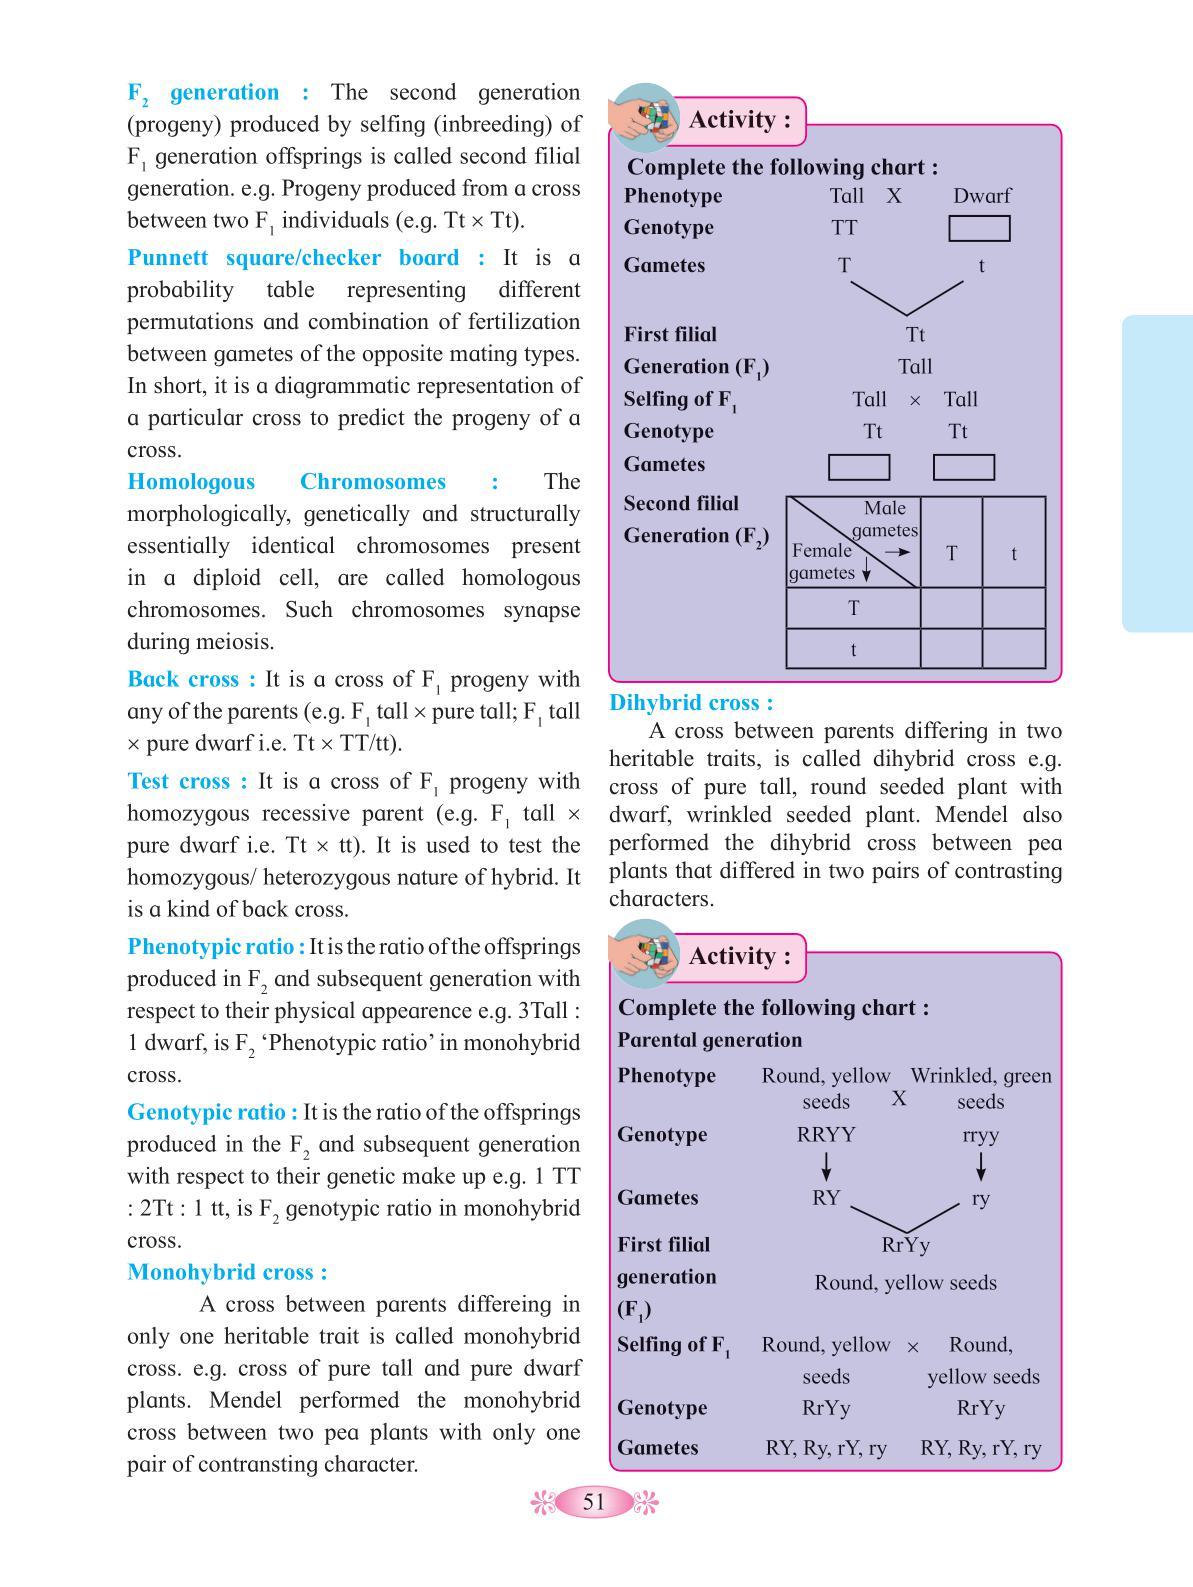 F2 generation : The second generation
(progeny) produced by selfing (inbreeding) of
F1 generation offsprings is called second filial
generation. e.g. Progeny produced from a cross
between two F1 individuals (e.g. Tt × Tt).
Punnett square/checker board : It is a
probability table representing different
permutations and combination of fertilization
between gametes of the opposite mating types.
In short, it is a diagrammatic representation of
a particular cross to predict the progeny of a
cross.
Homologous Chromosomes : The
morphologically, genetically and structurally
essentially identical chromosomes present
in a diploid cell, are called homologous
chromosomes. Such chromosomes synapse
during meiosis.
Back cross : It is a cross of F1 progeny with
any of the parents (e.g. F1 tall × pure tall; F1 tall
× pure dwarf i.e. Tt × TT/tt).
Test cross : It is a cross of F1 progeny with
homozygous recessive parent (e.g. F1 tall ×
pure dwarf i.e. Tt × tt). It is used to test the
homozygous/ heterozygous nature of hybrid. It
is a kind of back cross.
Phenotypic ratio : It is the ratio of the offsprings
produced in F2 and subsequent generation with
respect to their physical appearence e.g. 3Tall :
1 dwarf, is F2 ‘Phenotypic ratio’ in monohybrid
cross.
Genotypic ratio : It is the ratio of the offsprings
produced in the F2 and subsequent generation
with respect to their genetic make up e.g. 1 TT
: 2Tt : 1 tt, is F2 genotypic ratio in monohybrid
cross.
Monohybrid cross :
A cross between parents differeing in
only one heritable trait is called monohybrid
cross. e.g. cross of pure tall and pure dwarf
plants. Mendel performed the monohybrid
cross between two pea plants with only one
pair of contransting character.
Activity :
Complete the following chart :
Phenotype Tall X Dwarf
Genotype TT
Gametes T t
First filial Tt
Generation (F1) Tall
Selfing of F1 Tall × Tall
Genotype Tt Tt
Gametes
Second filial
Generation (F2)
Male
gametes
Female
gametes
T t
T
t
Dihybrid cross :
A cross between parents differing in two
heritable traits, is called dihybrid cross e.g.
cross of pure tall, round seeded plant with
dwarf, wrinkled seeded plant. Mendel also
performed the dihybrid cross between pea
plants that differed in two pairs of contrasting
characters.
Activity :
Complete the following chart :
Parental generation
Phenotype Round, yellow Wrinkled, green
seeds X seeds
Genotype RRYY rryy
Gametes RY ry
First filial RrYy
generation Round, yellow seeds
(F1)
Selfing of F1 Round, yellow × Round,
seeds yellow seeds
Genotype RrYy RrYy
Gametes RY, Ry, rY, ry RY, Ry, rY, ry
51